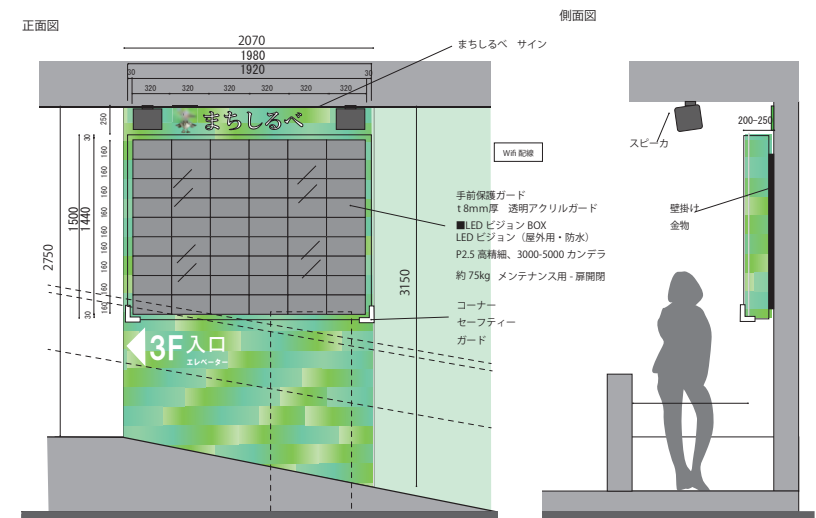 正面図
側面図
2070
1980
1920
30
30
320
320
320
320
320
320
まちしるべ サイン
まちしるべ
250
30
160
160
160
160
160
160
160
160
160
30
1500
1440
2750
3150
Wifi 配線
手前保護ガード
t 8mm厚 透明アクリルガード
■LED ビジョン BOX
LED ビジョン（屋外用・防水）
P2.5 高精細、3000-5000 カンデラ
約 75kg メンテナンス用 - 扉開閉
コーナー
セーフティー
ガード
3F入口
エレベーター
スピーカ
200-250
壁掛け
金物